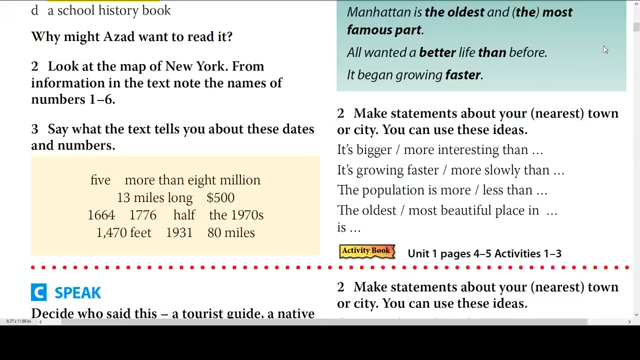 d a school history book
Why might Azad want to read it?
2 Look at the map of New York. From
information in the text note the names of
numbers 1–6.
3 Say what the text tells you about these dates
and numbers.
five more than eight million
13 miles long $500
1664 1776 half the 1970s
1,470 feet 1931 80 miles
C SPEAK
Decide who said this – a tourist guide, a native
Manhattan is the oldest and (the) most
famous part.
All wanted a better life than before.
It began growing faster.
2 Make statements about your (nearest) town
or city. You can use these ideas.
It's bigger / more interesting than ...
It's growing faster / more slowly than ...
The population is more / less than ...
The oldest / most beautiful place in ...
is ...
Activity Book Unit 1 pages 4–5 Activities 1–3
2 Make statements about your (nearest) town
or city. You can use these ideas.